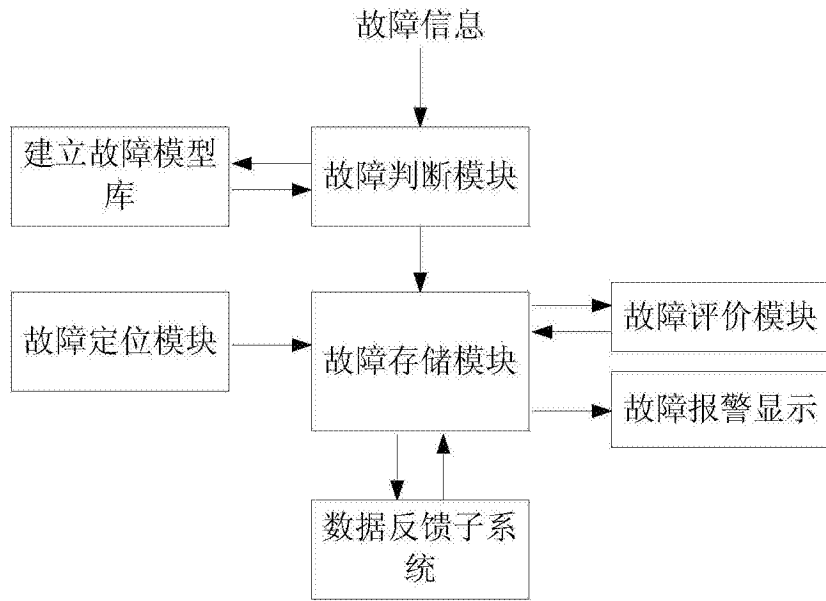 故障信息
建立故障模型
库
故障判断模块
故障定位模块
故障存储模块
故障评价模块
故障报警显示
数据反馈子系
统